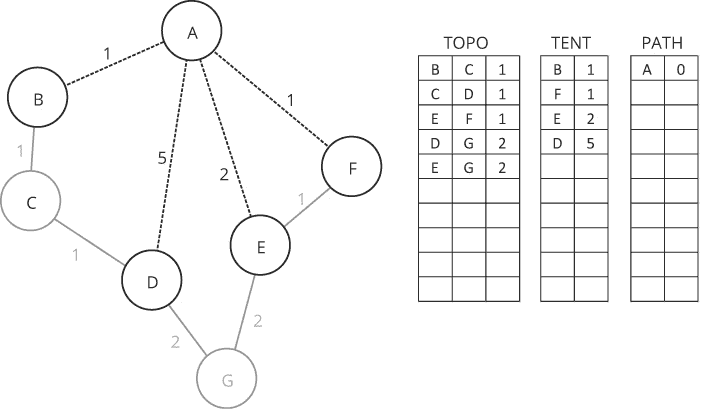 A
1
B
1
1
5
2
F
1
C
E
1
D
2
2
G
TOPO TENT PATH
B C 1 B 1 A 0
C D 1 F 1
E F 1 E 2
D G 2 D 5
E G 2